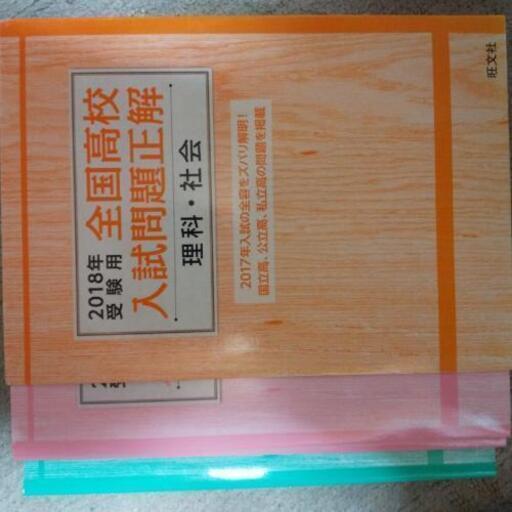 2018年
受験用
全国高校
入試問題正解
理科・社会
2017年入試の全容をズバリ解明!
国立高、公立高、私立高の問題を掲載
旺文社